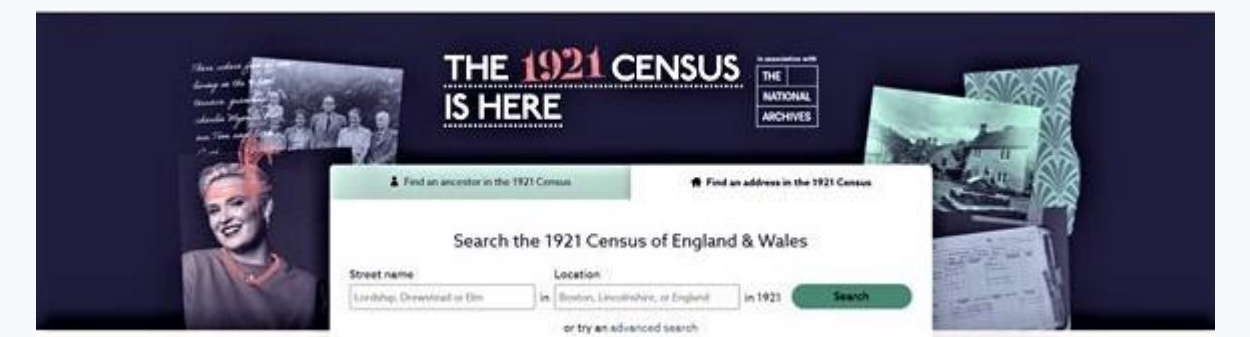 THE 1921 CENSUS
IS HERE
in association with
THE
NATIONAL
ARCHIVES
Find an ancestor in the 1921 Census
Find an address in the 1921 Census
Search the 1921 Census of England & Wales
Street name
Location
Lordship, Drewstead or Elm
in
Boston, Lincolnshire, or England
in 1921
Search
or try an advanced search